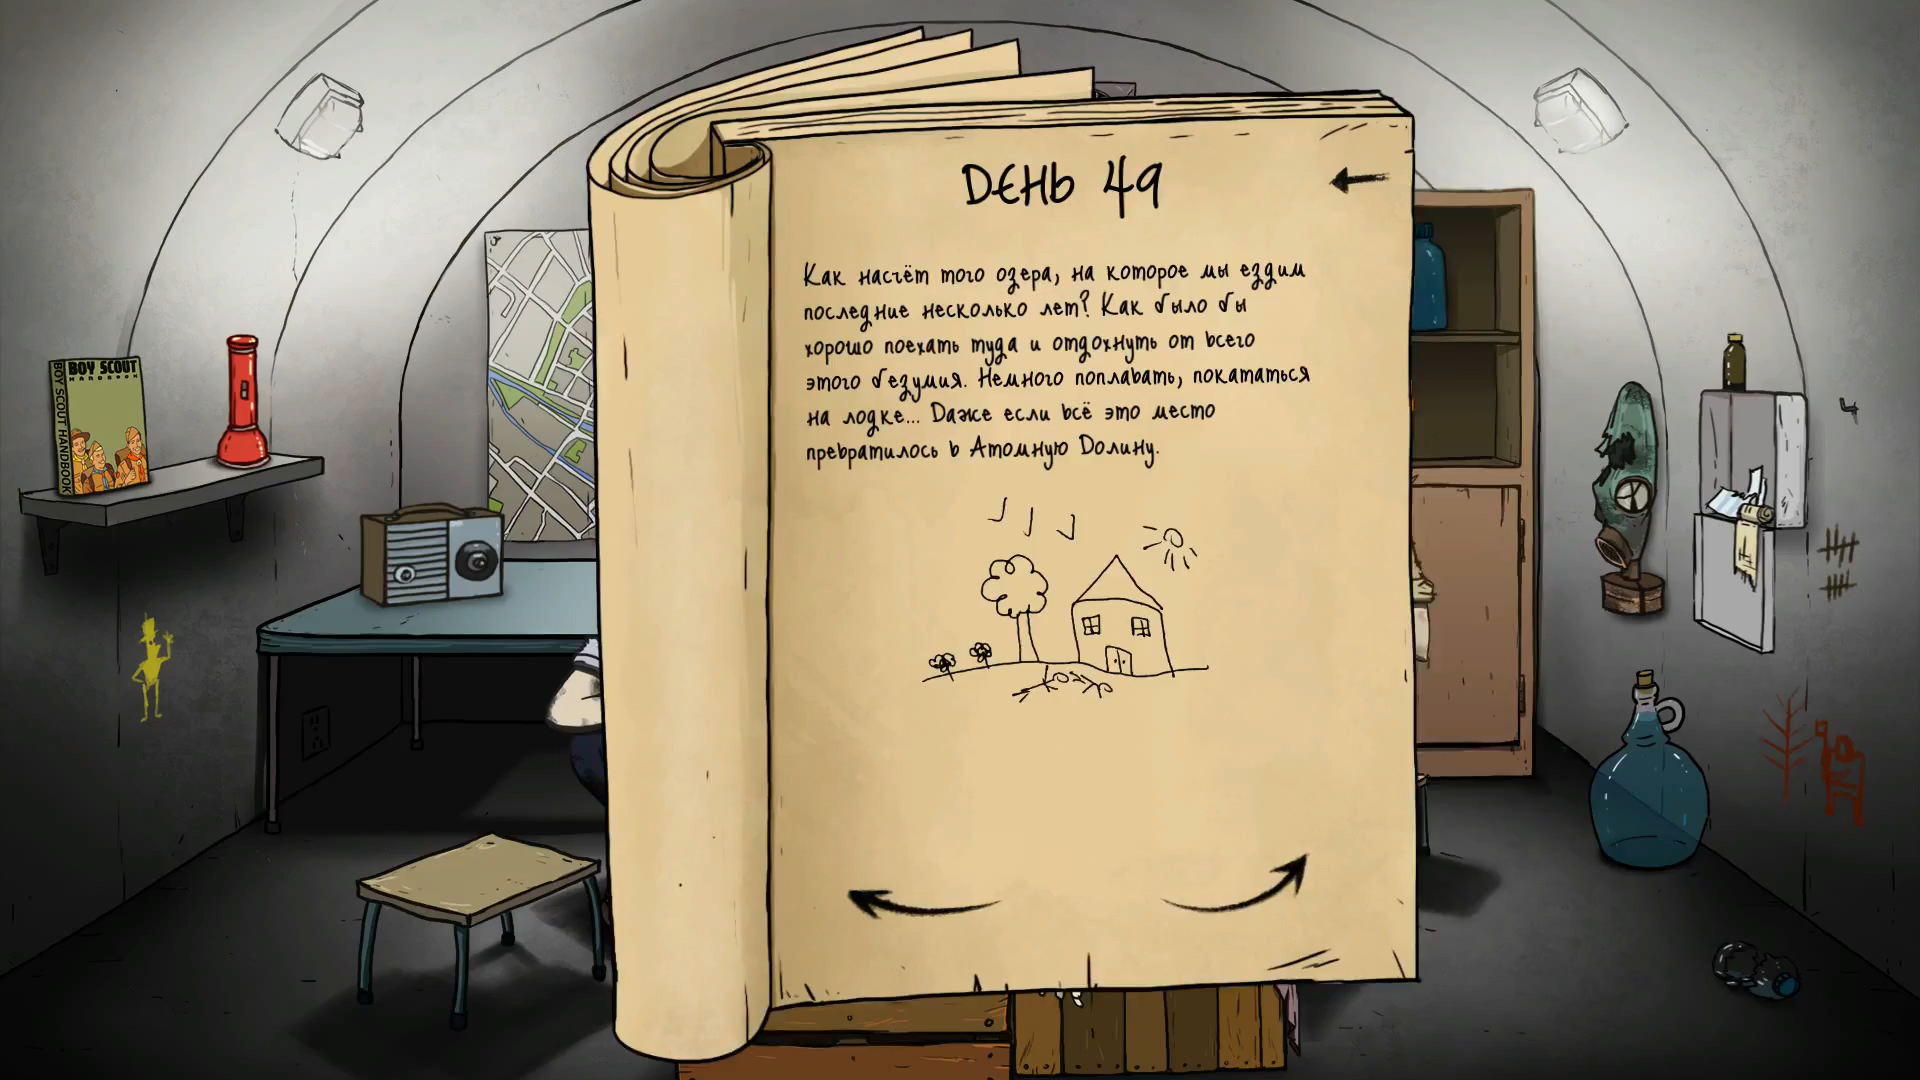 ДЕНЬ 49
Как насчёт того озера, на которое мы ездим
последние несколько лет? Как было бы
хорошо поехать туда и отдохнуть от всего
этого безумия. Немного поплавать, покататься
на лодке... Даже если всё это место
превратилось в Атомную Долину.
BOY SCOUT
HANDBOOK
BOY SCOUT HANDBOOK